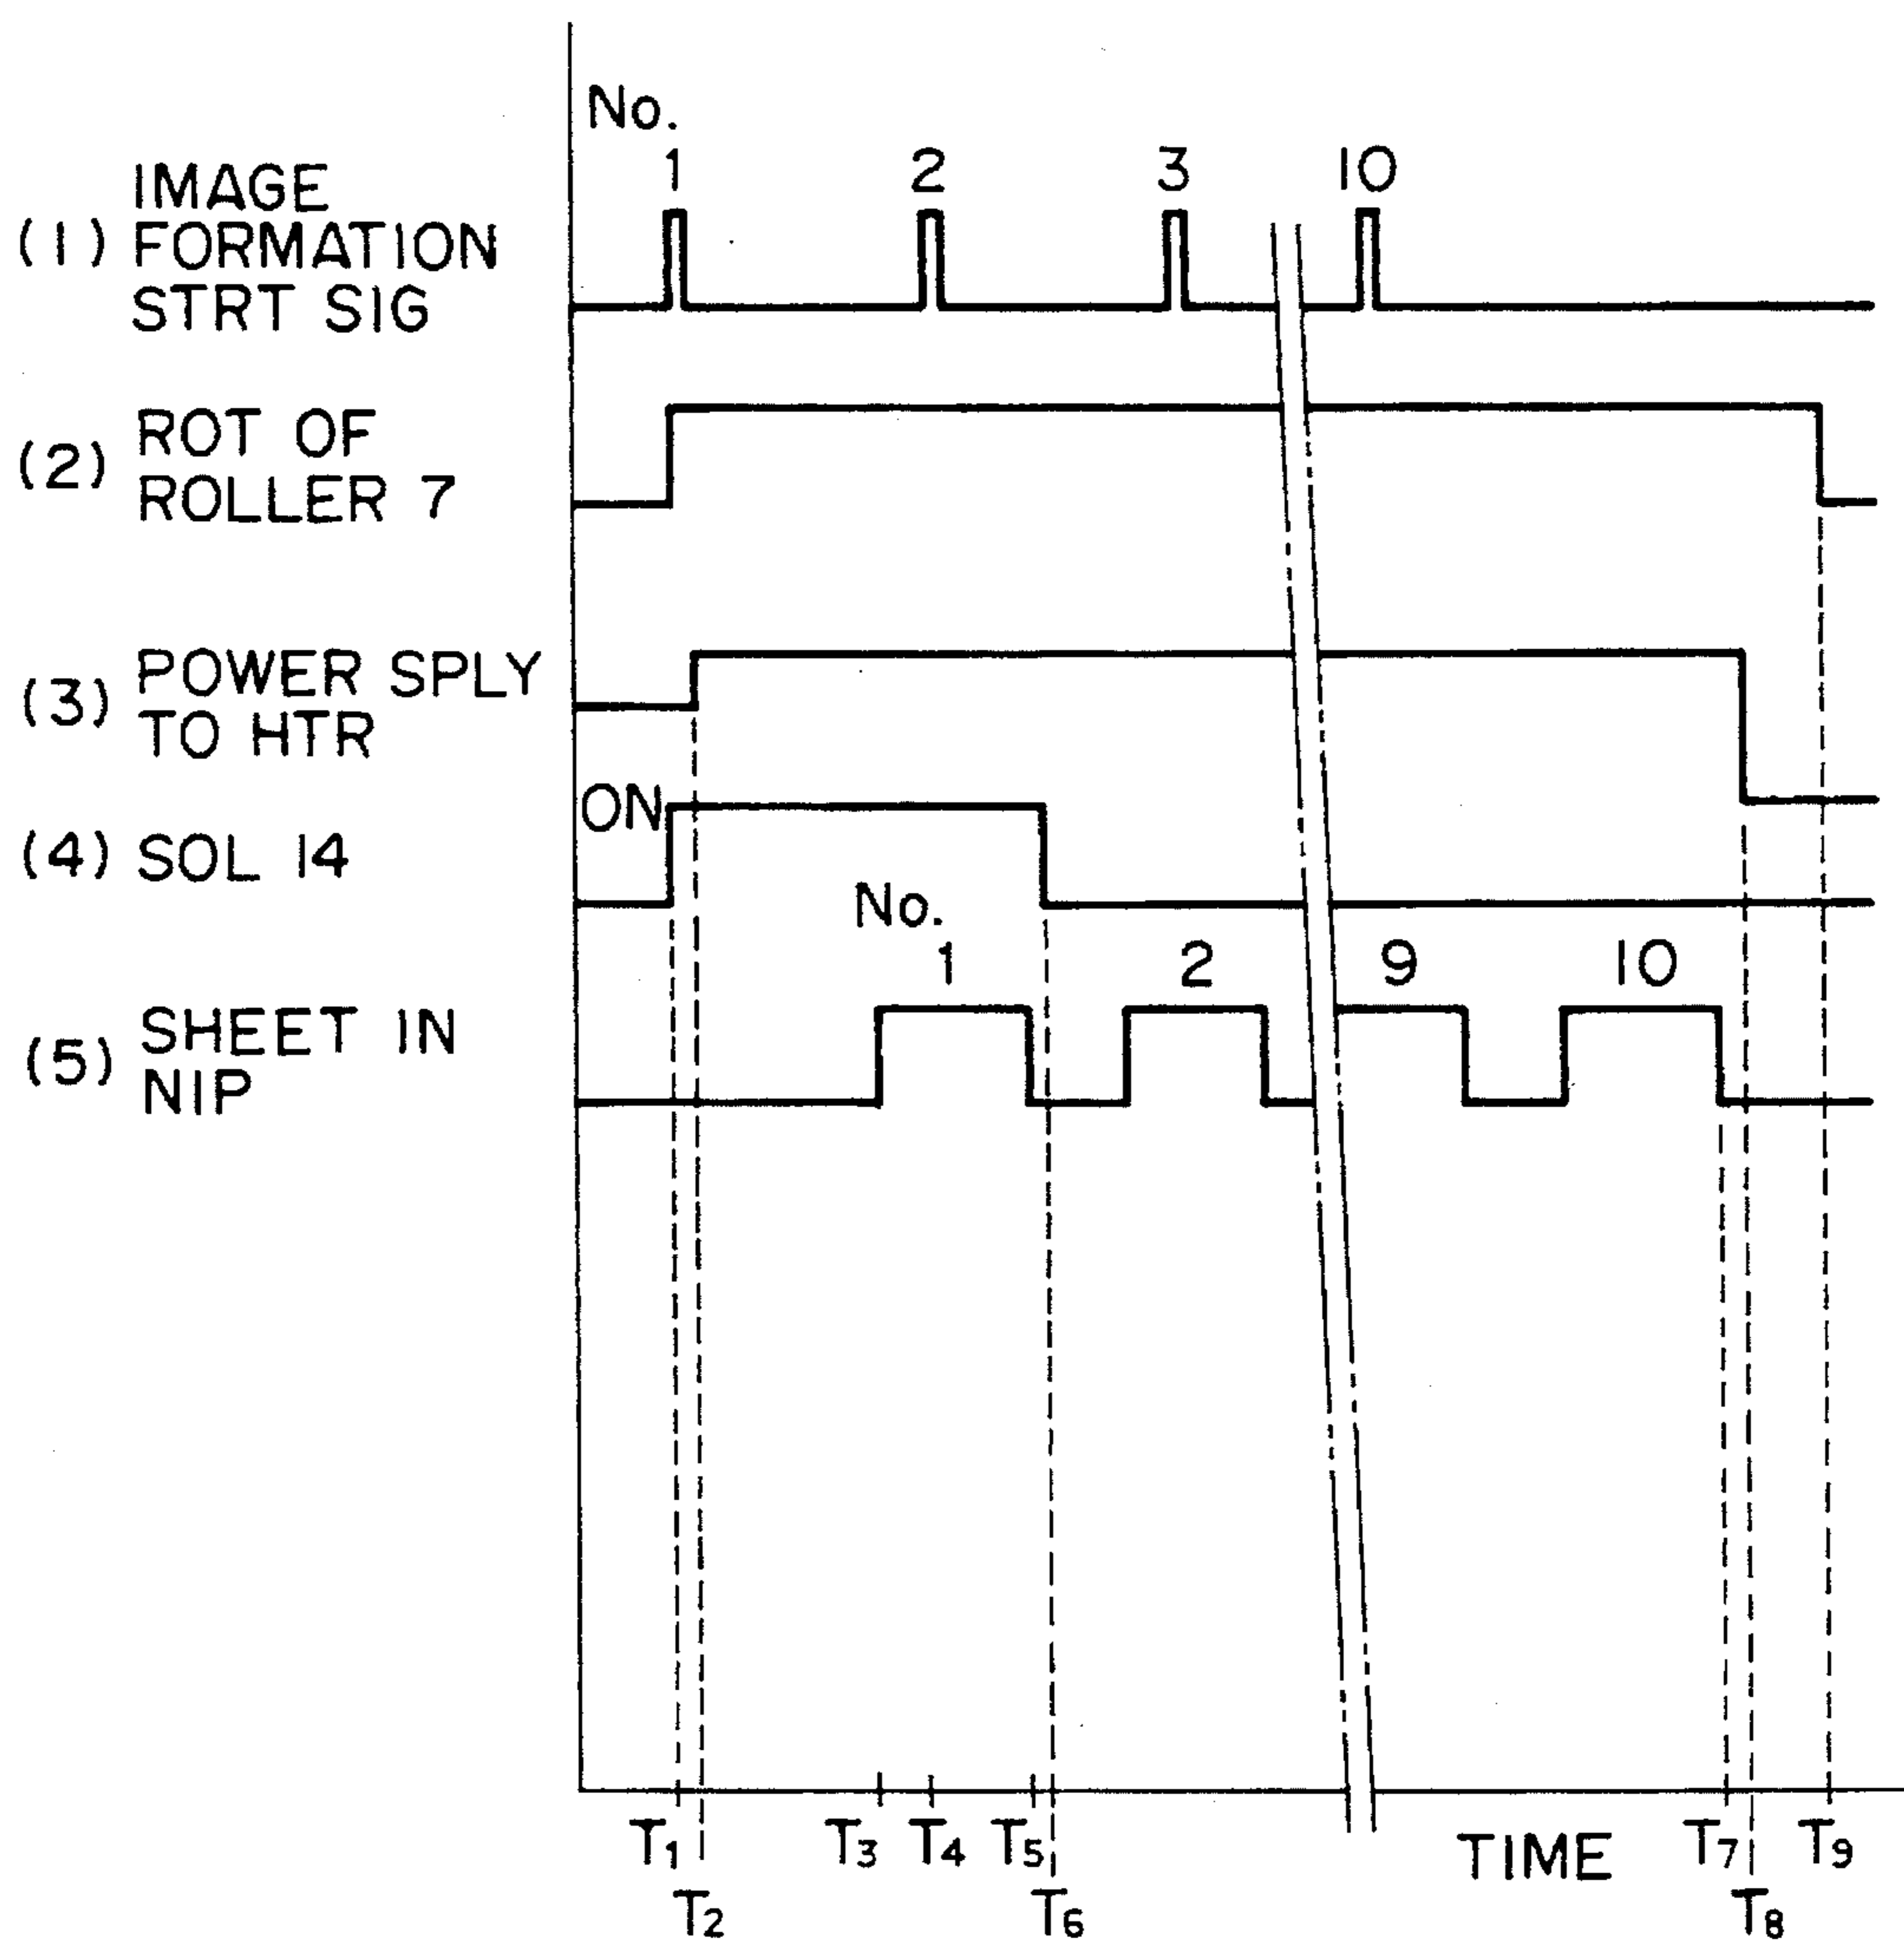 No.
1 2 3 10
IMAGE
(1) FORMATION
STRT SIG
(2) ROT OF
ROLLER 7
(3) POWER SPLY
TO HTR
ON
(4) SOL 14
No.
1 2 9 10
(5) SHEET IN
NIP
T1 T3 T4 T5 TIME T7 T9
T2 T6 T8